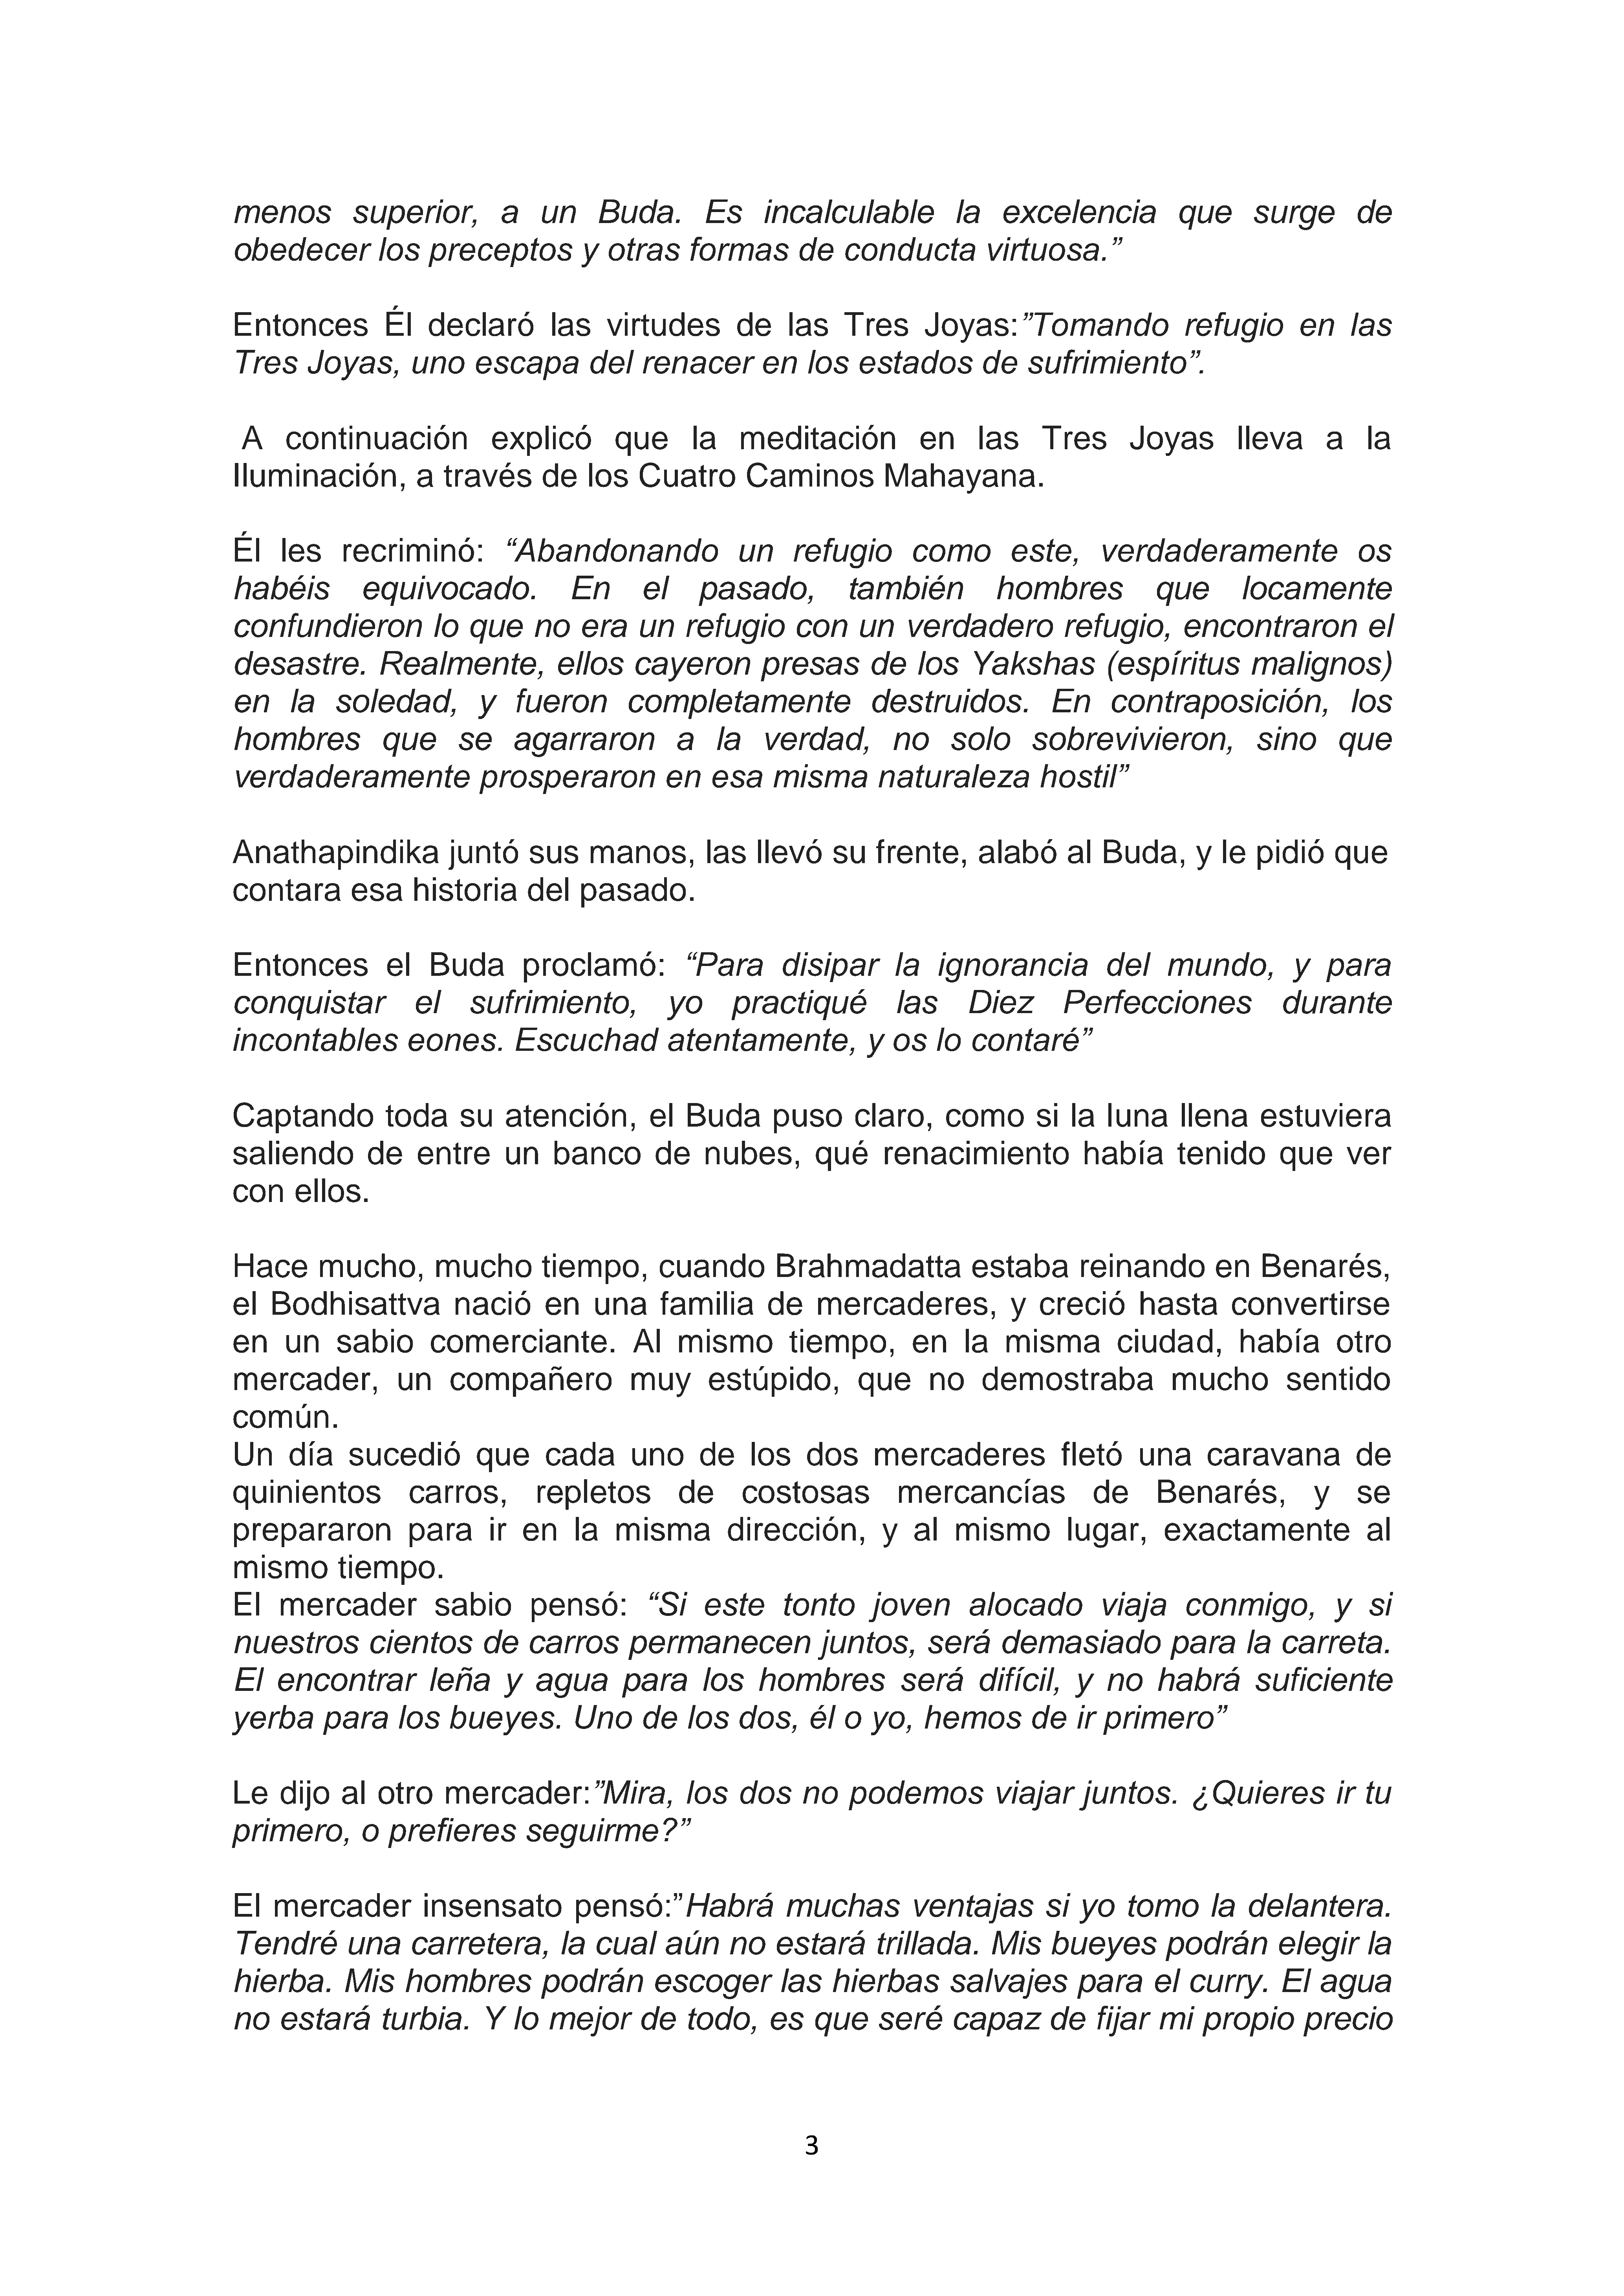 menos superior, a un Buda. Es incalculable la excelencia que surge de
obedecer los preceptos y otras formas de conducta virtuosa.”
Entonces Él declaró las virtudes de las Tres Joyas:”Tomando refugio en las
Tres Joyas, uno escapa del renacer en los estados de sufrimiento”.
A continuación explicó que la meditación en las Tres Joyas lleva a la
Iluminación, a través de los Cuatro Caminos Mahayana.
Él les recriminó: “Abandonando un refugio como este, verdaderamente os
habéis equivocado. En el pasado, también hombres que locamente
confundieron lo que no era un refugio con un verdadero refugio, encontraron el
desastre. Realmente, ellos cayeron presas de los Yakshas (espíritus malignos)
en la soledad, y fueron completamente destruidos. En contraposición, los
hombres que se agarraron a la verdad, no solo sobrevivieron, sino que
verdaderamente prosperaron en esa misma naturaleza hostil”
Anathapindika juntó sus manos, las llevó su frente, alabó al Buda, y le pidió que
contara esa historia del pasado.
Entonces el Buda proclamó: “Para disipar la ignorancia del mundo, y para
conquistar el sufrimiento, yo practiqué las Diez Perfecciones durante
incontables eones. Escuchad atentamente, y os lo contaré”
Captando toda su atención, el Buda puso claro, como si la luna llena estuviera
saliendo de entre un banco de nubes, qué renacimiento había tenido que ver
con ellos.
Hace mucho, mucho tiempo, cuando Brahmadatta estaba reinando en Benarés,
el Bodhisattva nació en una familia de mercaderes, y creció hasta convertirse
en un sabio comerciante. Al mismo tiempo, en la misma ciudad, había otro
mercader, un compañero muy estúpido, que no demostraba mucho sentido
común.
Un día sucedió que cada uno de los dos mercaderes fletó una caravana de
quinientos carros, repletos de costosas mercancías de Benarés, y se
prepararon para ir en la misma dirección, y al mismo lugar, exactamente al
mismo tiempo.
El mercader sabio pensó: “Si este tonto joven alocado viaja conmigo, y si
nuestros cientos de carros permanecen juntos, será demasiado para la carreta.
El encontrar leña y agua para los hombres será difícil, y no habrá suficiente
yerba para los bueyes. Uno de los dos, él o yo, hemos de ir primero”
Le dijo al otro mercader:”Mira, los dos no podemos viajar juntos. ¿Quieres ir tu
primero, o prefieres seguirme?”
El mercader insensato pensó:”Habrá muchas ventajas si yo tomo la delantera.
Tendré una carretera, la cual aún no estará trillada. Mis bueyes podrán elegir la
hierba. Mis hombres podrán escoger las hierbas salvajes para el curry. El agua
no estará turbia. Y lo mejor de todo, es que seré capaz de fijar mi propio precio
3